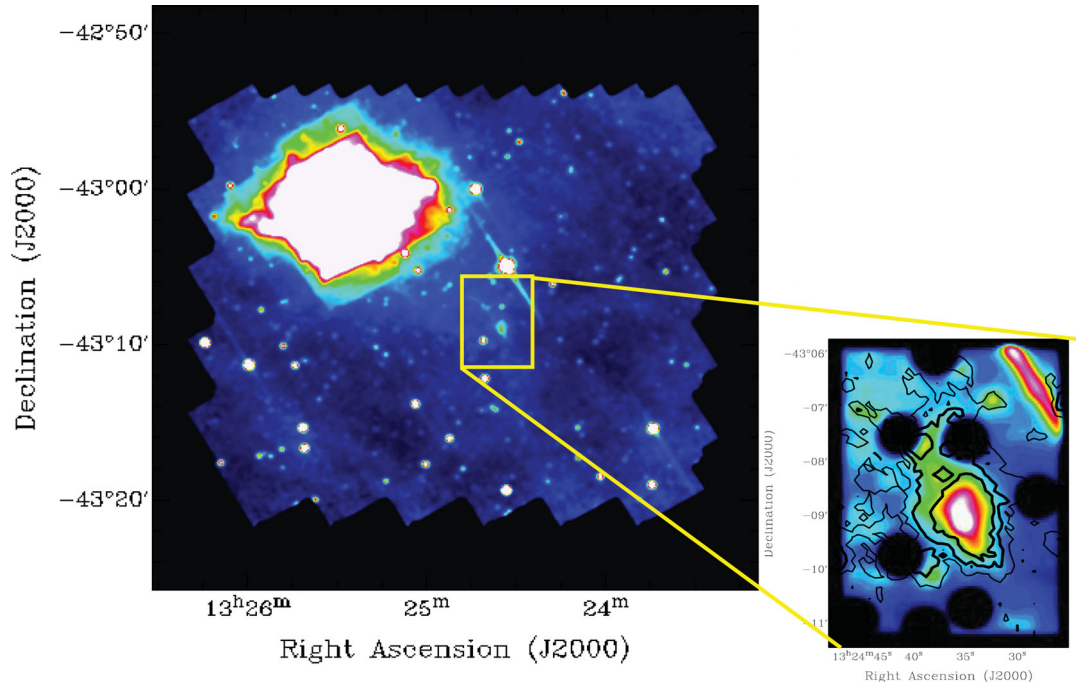 -42°50′
-43°00′
-43°10′
-43°20′
Declination (J2000)
13ʰ26ᵐ 25ᵐ 24ᵐ
Right Ascension (J2000)
-43°06′
-07′
-08′
-09′
-10′
-11′
Declination (J2000)
13ʰ24ᵐ45ˢ 40ˢ 35ˢ 30ˢ
Right Ascension (J2000)